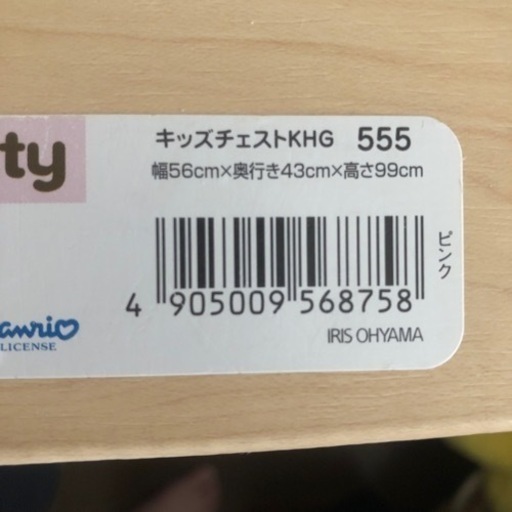 tty
キッズチェストKHG 555
幅56cm×奥行き43cm×高さ99cm
ピンク
4 905009 568758
anrio
LICENSE
IRIS OHYAMA